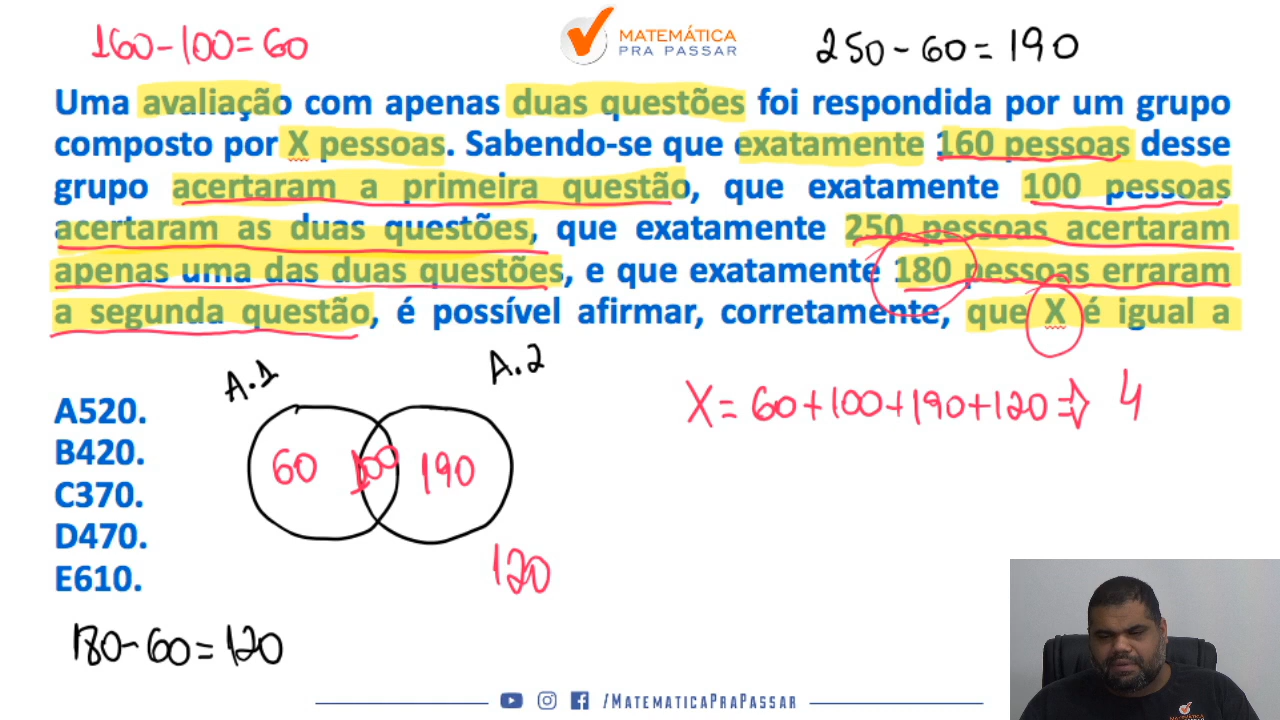 160-100=60
MATEMÁTICA
PRA PASSAR
250-60=190
Uma avaliação com apenas duas questões foi respondida por um grupo
composto por X pessoas. Sabendo-se que exatamente 160 pessoas desse
grupo acertaram a primeira questão, que exatamente 100 pessoas
acertaram as duas questões, que exatamente 250 pessoas acertaram
apenas uma das duas questões, e que exatamente 180 pessoas erraram
a segunda questão, é possível afirmar, corretamente, que X é igual a
A.1
A.2
X= 60+100+190+120 => 4
A520.
B420.
C370.
D470.
E610.
60
100
190
120
180-60=120
/MATEMATICAPRAPASSAR
MATEMÁTICA
PRA PASSAR